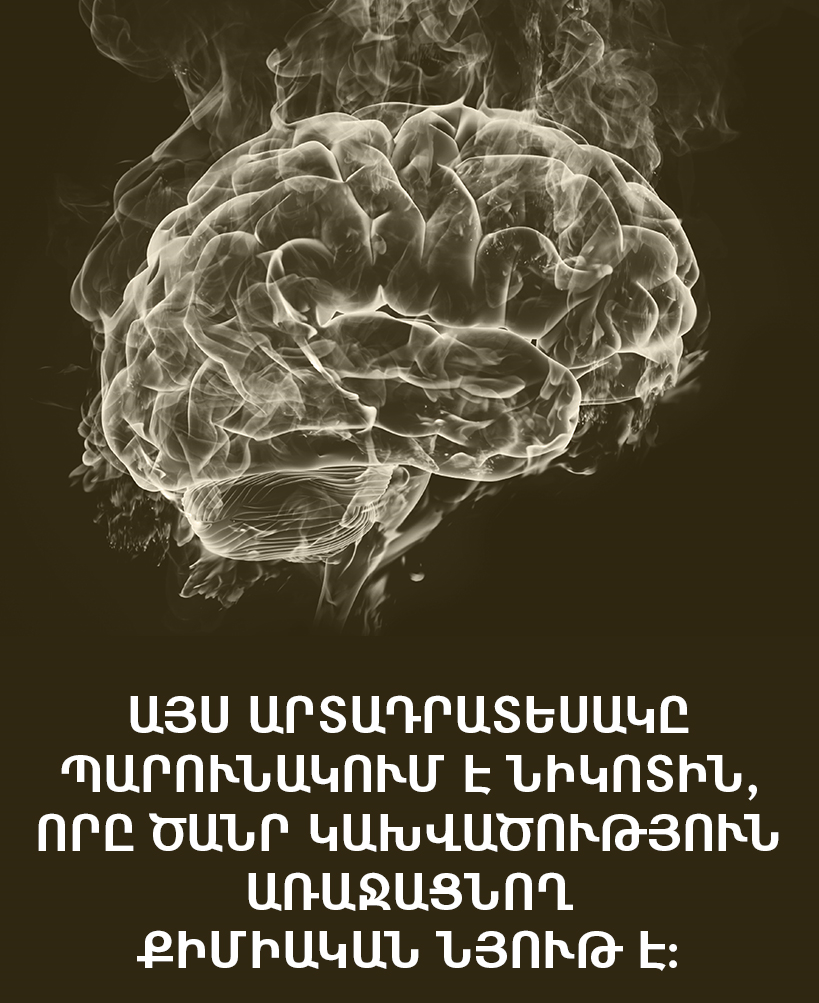 ԱՅՍ ԱՐՏԱԴՐԱՏԵՍԱԿԸ
ՊԱՐՈՒՆԱԿՈՒՄ Է ՆԻԿՈՏԻՆ,
ՈՐԸ ԾԱՆՐ ԿԱԽՎԱԾՈՒԹՅՈՒՆ
ԱՌԱՋԱՑՆՈՂ
ՔԻՄԻԱԿԱՆ ՆՅՈՒԹ Է: